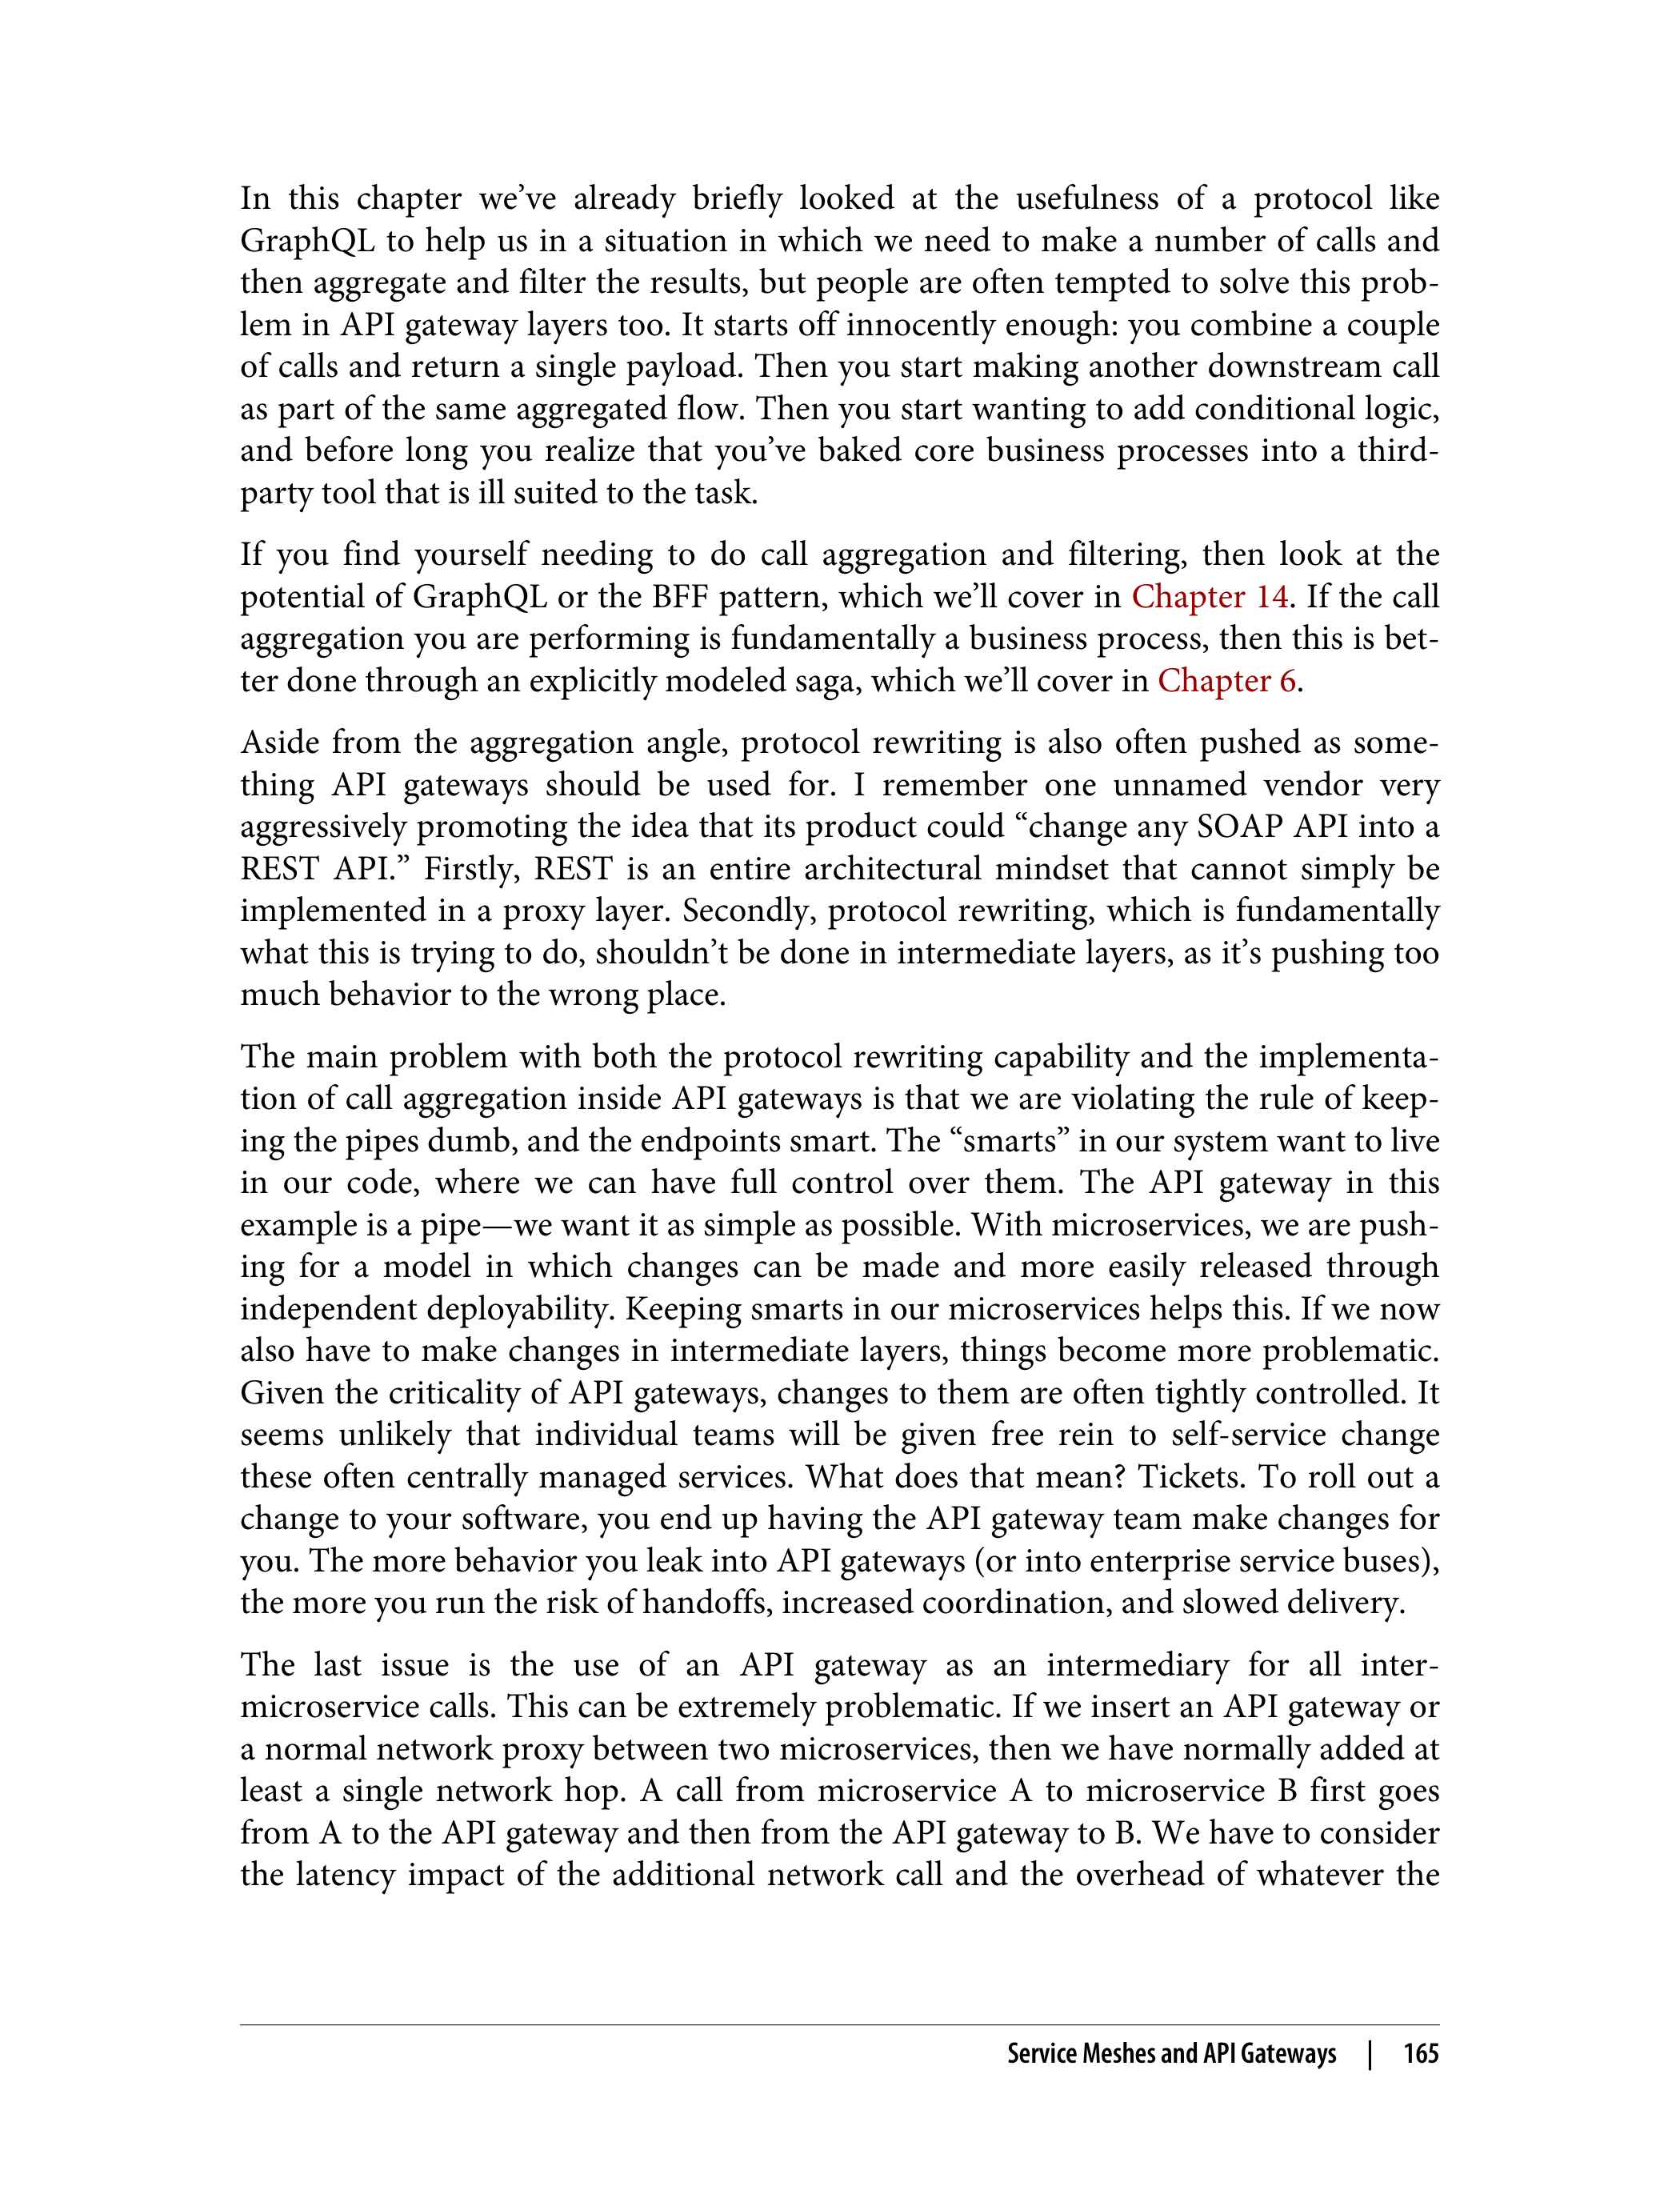 In this chapter we’ve already briefly looked at the usefulness of a protocol like
GraphQL to help us in a situation in which we need to make a number of calls and
then aggregate and filter the results, but people are often tempted to solve this prob-
lem in API gateway layers too. It starts off innocently enough: you combine a couple
of calls and return a single payload. Then you start making another downstream call
as part of the same aggregated flow. Then you start wanting to add conditional logic,
and before long you realize that you’ve baked core business processes into a third-
party tool that is ill suited to the task.
If you find yourself needing to do call aggregation and filtering, then look at the
potential of GraphQL or the BFF pattern, which we’ll cover in Chapter 14. If the call
aggregation you are performing is fundamentally a business process, then this is bet-
ter done through an explicitly modeled saga, which we’ll cover in Chapter 6.
Aside from the aggregation angle, protocol rewriting is also often pushed as some-
thing API gateways should be used for. I remember one unnamed vendor very
aggressively promoting the idea that its product could “change any SOAP API into a
REST API.” Firstly, REST is an entire architectural mindset that cannot simply be
implemented in a proxy layer. Secondly, protocol rewriting, which is fundamentally
what this is trying to do, shouldn’t be done in intermediate layers, as it’s pushing too
much behavior to the wrong place.
The main problem with both the protocol rewriting capability and the implementa-
tion of call aggregation inside API gateways is that we are violating the rule of keep-
ing the pipes dumb, and the endpoints smart. The “smarts” in our system want to live
in our code, where we can have full control over them. The API gateway in this
example is a pipe—we want it as simple as possible. With microservices, we are push-
ing for a model in which changes can be made and more easily released through
independent deployability. Keeping smarts in our microservices helps this. If we now
also have to make changes in intermediate layers, things become more problematic.
Given the criticality of API gateways, changes to them are often tightly controlled. It
seems unlikely that individual teams will be given free rein to self-service change
these often centrally managed services. What does that mean? Tickets. To roll out a
change to your software, you end up having the API gateway team make changes for
you. The more behavior you leak into API gateways (or into enterprise service buses),
the more you run the risk of handoffs, increased coordination, and slowed delivery.
The last issue is the use of an API gateway as an intermediary for all inter-
microservice calls. This can be extremely problematic. If we insert an API gateway or
a normal network proxy between two microservices, then we have normally added at
least a single network hop. A call from microservice A to microservice B first goes
from A to the API gateway and then from the API gateway to B. We have to consider
the latency impact of the additional network call and the overhead of whatever the
Service Meshes and API Gateways | 165